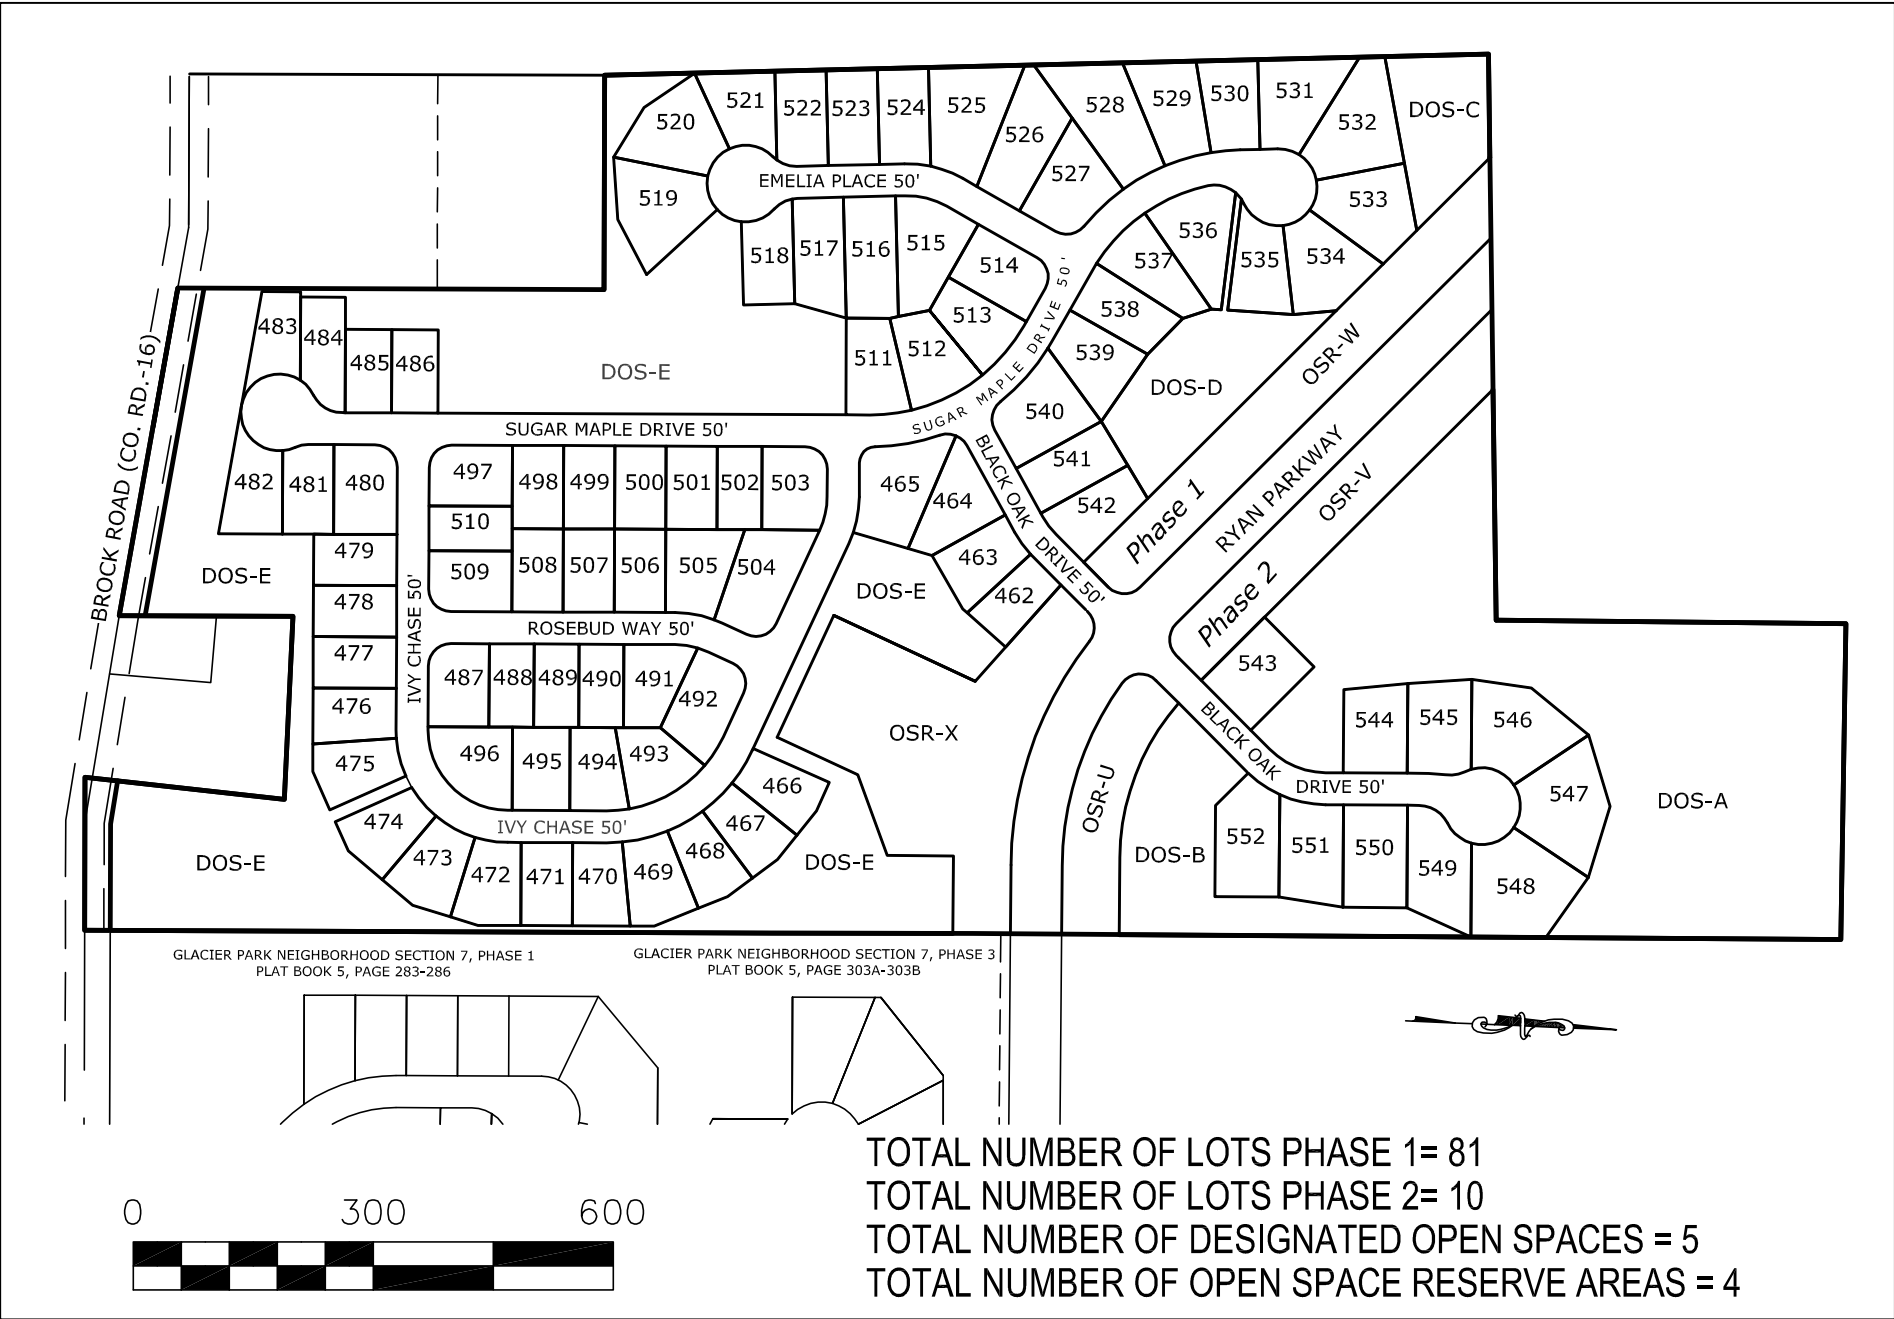 521
522
523
524
525
528
529
530
531
DOS-C
520
526
532
519
EMELIA PLACE 50'
527
533
518
517
516
515
514
536
537
535
534
513
538
SUGAR MAPLE DRIVE 50'
483
484
485
486
DOS-E
511
512
539
DOS-D
OSR-W
BROCK ROAD (CO. RD.-16)
SUGAR MAPLE DRIVE 50'
540
BLACK OAK
DRIVE 50'
541
542
482
481
480
497
498
499
500
501
502
503
465
464
Phase 1
RYAN PARKWAY
OSR-V
Phase 2
510
479
509
508
507
506
505
504
463
462
DOS-E
DOS-E
478
IVY CHASE 50'
ROSEBUD WAY 50'
477
487
488
489
490
491
492
543
476
OSR-X
BLACK OAK
DRIVE 50'
544
545
546
475
496
495
494
493
466
OSR-U
547
DOS-A
474
IVY CHASE 50'
467
473
472
471
470
469
468
DOS-E
DOS-E
DOS-B
552
551
550
549
548
GLACIER PARK NEIGHBORHOOD SECTION 7, PHASE 1
PLAT BOOK 5, PAGE 283-286
GLACIER PARK NEIGHBORHOOD SECTION 7, PHASE 3
PLAT BOOK 5, PAGE 303A-303B
0
300
600
TOTAL NUMBER OF LOTS PHASE 1= 81
TOTAL NUMBER OF LOTS PHASE 2= 10
TOTAL NUMBER OF DESIGNATED OPEN SPACES = 5
TOTAL NUMBER OF OPEN SPACE RESERVE AREAS = 4